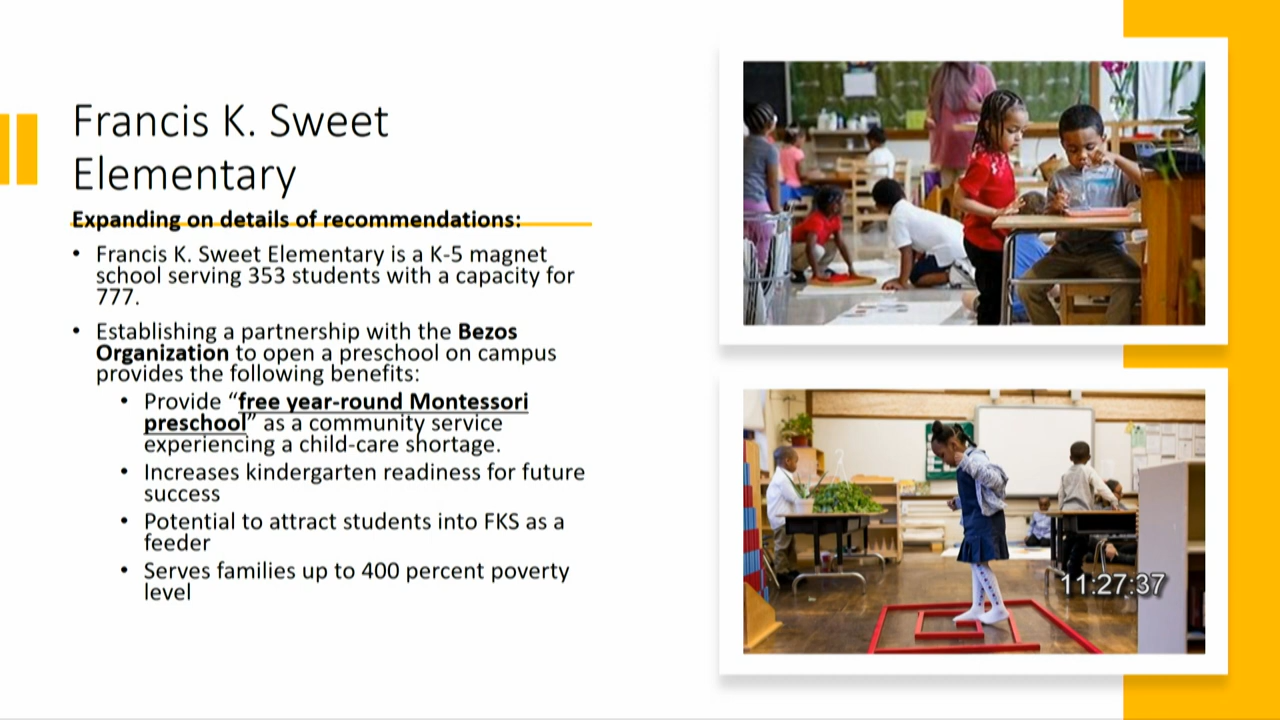 Francis K. Sweet
Elementary
Expanding on details of recommendations:
• Francis K. Sweet Elementary is a K-5 magnet
school serving 353 students with a capacity for
777.
• Establishing a partnership with the Bezos
Organization to open a preschool on campus
provides the following benefits:
• Provide “free year-round Montessori
preschool” as a community service
experiencing a child-care shortage.
• Increases kindergarten readiness for future
success
• Potential to attract students into FKS as a
feeder
• Serves families up to 400 percent poverty
level
11:27:37